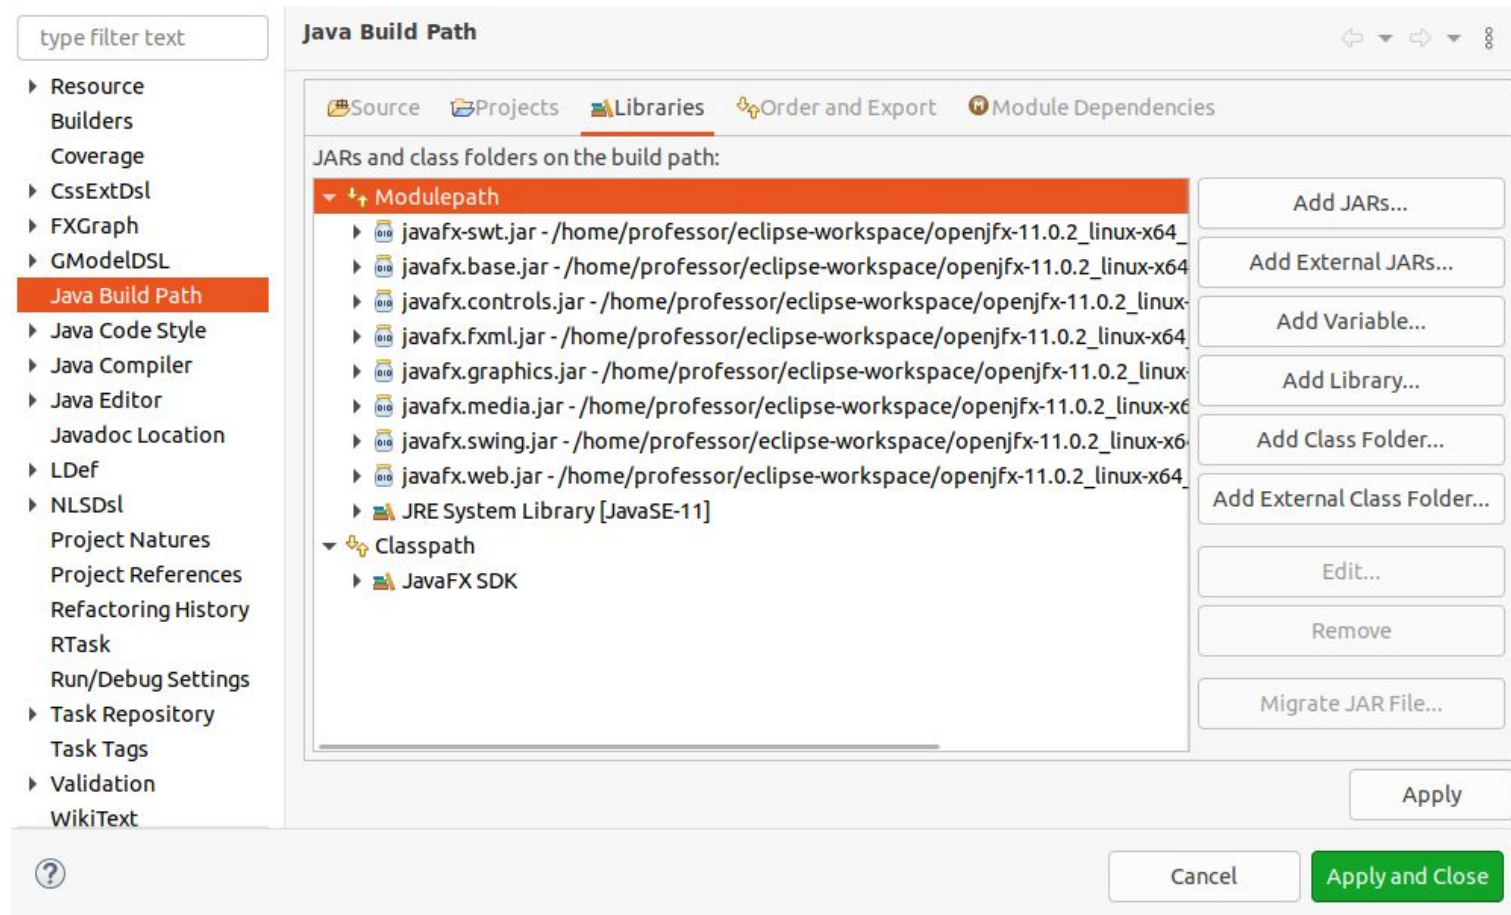 type filter text
Resource
Builders
Coverage
CssExtDsl
FXGraph
GModelDSL
Java Build Path
Java Code Style
Java Compiler
Java Editor
Javadoc Location
LDef
NLSDsl
Project Natures
Project References
Refactoring History
RTask
Run/Debug Settings
Task Repository
Task Tags
Validation
WikiText
Java Build Path
Source Projects Libraries Order and Export Module Dependencies
JARs and class folders on the build path:
Modulepath
javafx-swt.jar - /home/professor/eclipse-workspace/openjfx-11.0.2_linux-x64_
javafx.base.jar - /home/professor/eclipse-workspace/openjfx-11.0.2_linux-x64
javafx.controls.jar - /home/professor/eclipse-workspace/openjfx-11.0.2_linux-
javafx.fxml.jar - /home/professor/eclipse-workspace/openjfx-11.0.2_linux-x64_
javafx.graphics.jar - /home/professor/eclipse-workspace/openjfx-11.0.2_linux-
javafx.media.jar - /home/professor/eclipse-workspace/openjfx-11.0.2_linux-x6
javafx.swing.jar - /home/professor/eclipse-workspace/openjfx-11.0.2_linux-x6
javafx.web.jar - /home/professor/eclipse-workspace/openjfx-11.0.2_linux-x64_
JRE System Library [JavaSE-11]
Classpath
JavaFX SDK
Add JARs...
Add External JARs...
Add Variable...
Add Library...
Add Class Folder...
Add External Class Folder...
Edit...
Remove
Migrate JAR File...
Apply
Cancel
Apply and Close